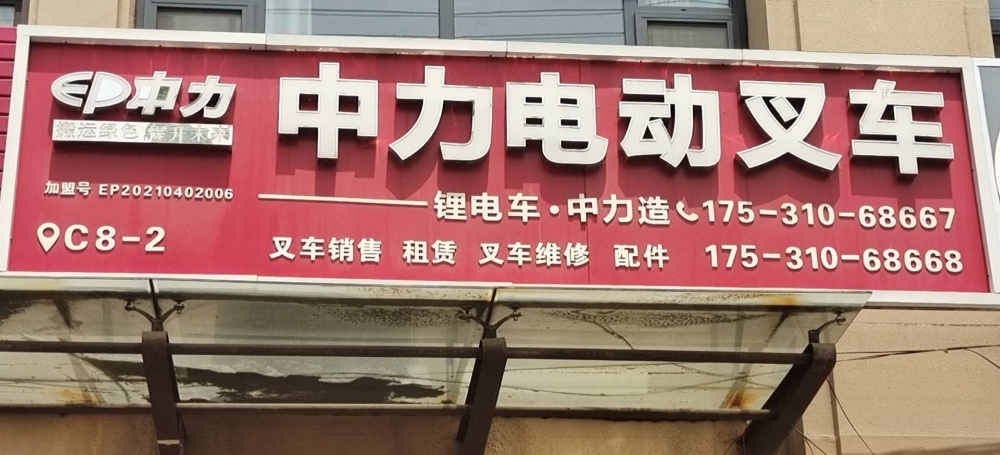 EP中力
搬运绿色 提升未来
中力电动叉车
加盟号 EP20210402006
锂电车·中力造 175-310-68667
C8-2
叉车销售 租赁 叉车维修 配件 175-310-68668